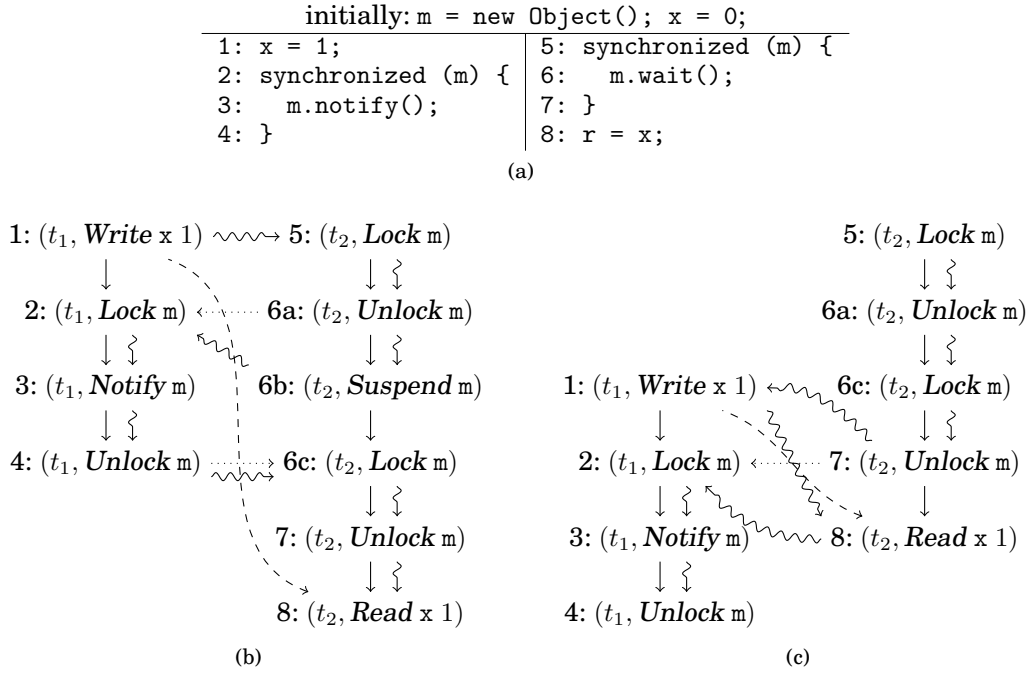 initially: m = new Object(); x = 0;
1: x = 1;
2: synchronized (m) {
3:   m.notify();
4: }
5: synchronized (m) {
6:   m.wait();
7: }
8: r = x;
(a)
1: (t₁, Write x 1)
5: (t₂, Lock m)
2: (t₁, Lock m)
6a: (t₂, Unlock m)
3: (t₁, Notify m)
6b: (t₂, Suspend m)
4: (t₁, Unlock m)
6c: (t₂, Lock m)
7: (t₂, Unlock m)
8: (t₂, Read x 1)
(b)
5: (t₂, Lock m)
6a: (t₂, Unlock m)
1: (t₁, Write x 1)
6c: (t₂, Lock m)
2: (t₁, Lock m)
7: (t₂, Unlock m)
3: (t₁, Notify m)
8: (t₂, Read x 1)
4: (t₁, Unlock m)
(c)